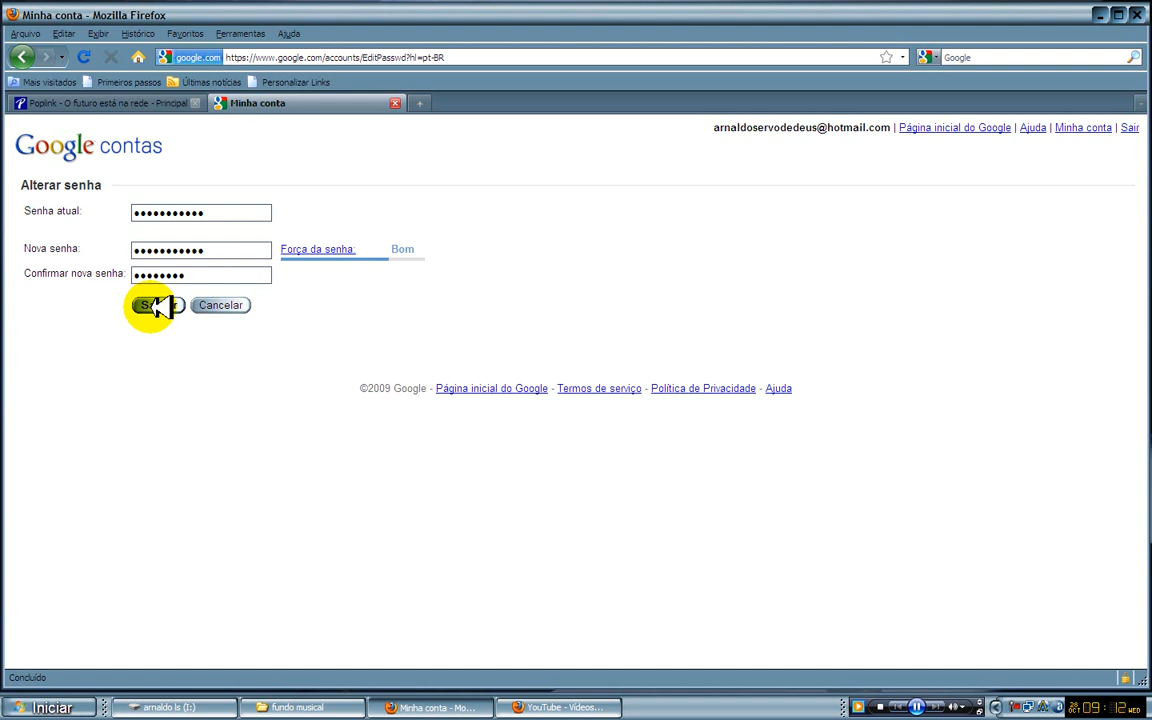 Minha conta - Mozilla Firefox
Arquivo Editar Exibir Histórico Favoritos Ferramentas Ajuda
google.com https://www.google.com/accounts/EditPasswd?hl=pt-BR Google
Mais visitados Primeiros passos Últimas notícias Personalizar Links
Poplink - O futuro está na rede - Principal Minha conta
arnaldoservodedeus@hotmail.com | Página inicial do Google | Ajuda | Minha conta | Sair
Google contas
Alterar senha
Senha atual: •••••••••••
Nova senha: ••••••••••• Força da senha: Bom
Confirmar nova senha: ••••••••
Cancelar
©2009 Google - Página inicial do Google - Termos de serviço - Política de Privacidade - Ajuda
Concluído
Iniciar arnaldo ls (I:) fundo musical Minha conta - Mo... YouTube - Vídeos... 28 OCT 09:12 WED